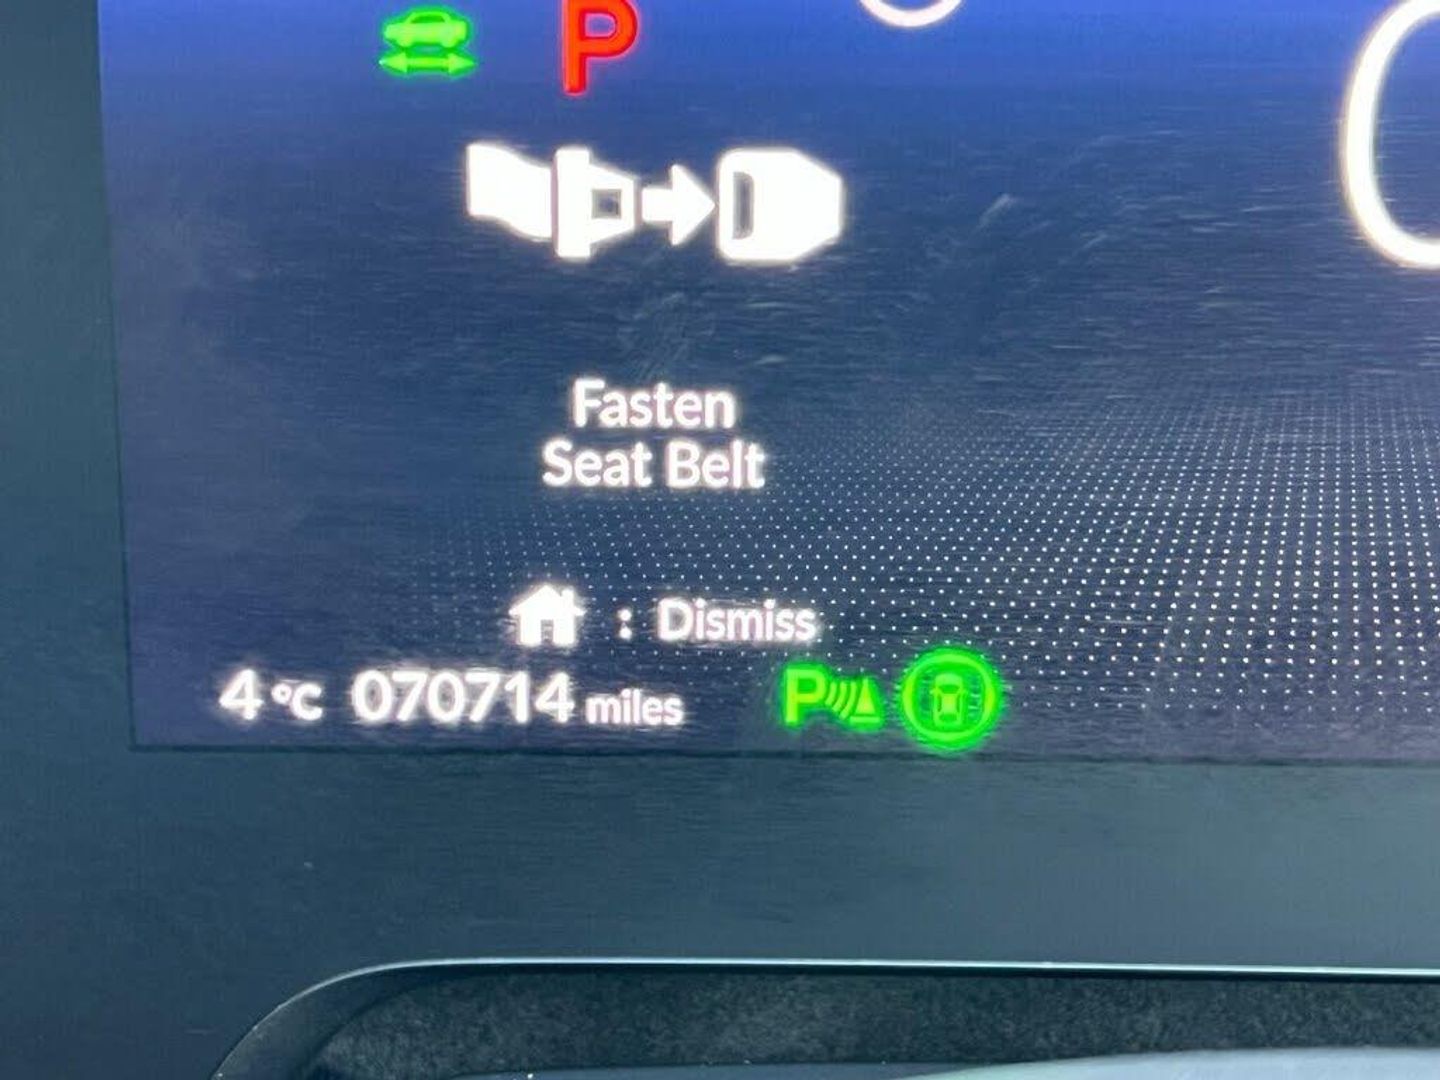 P
Fasten
Seat Belt
: Dismiss
4 °C 070714 miles P